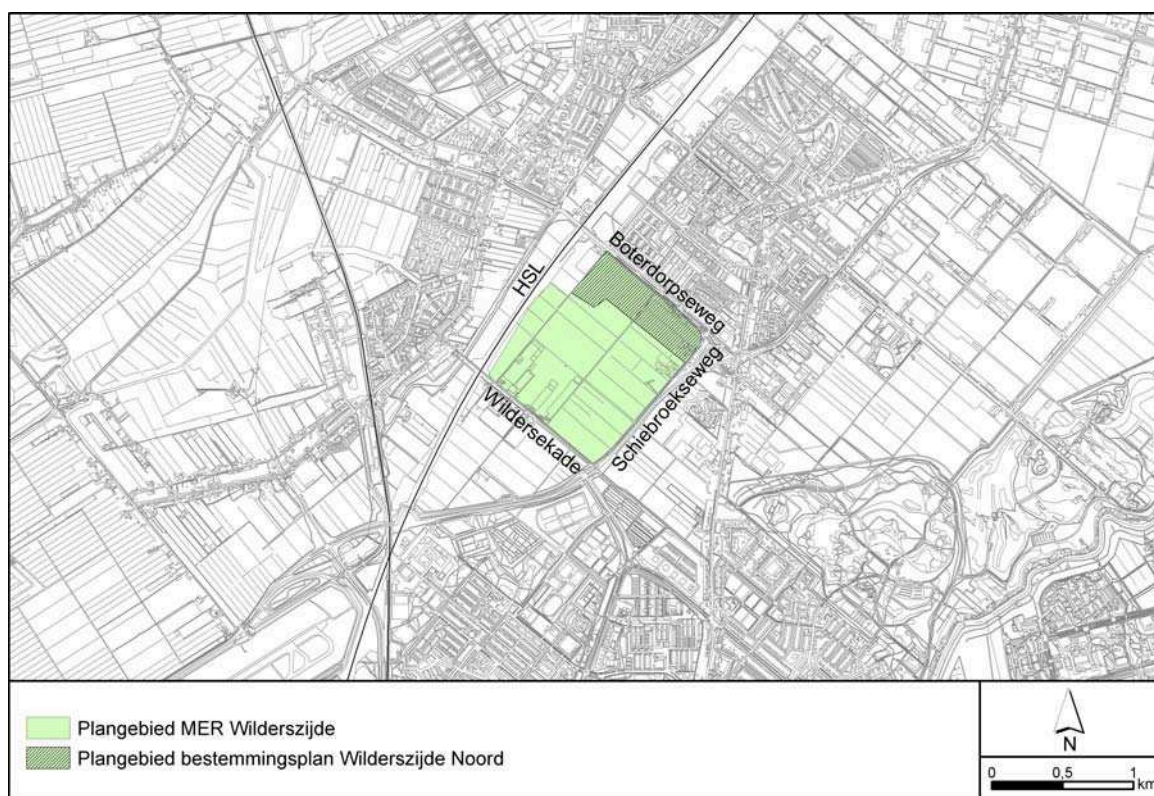 HSL
Boterdorpseweg
Schiebroekseweg
Wildersekade
Plangebied MER Wilderszijde
Plangebied bestemmingsplan Wilderszijde Noord
N
0 0,5 1
km